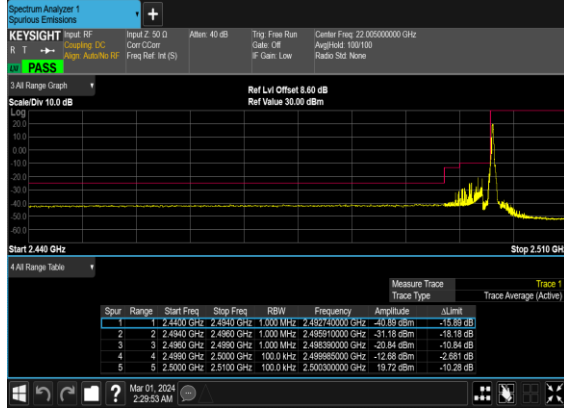 Spectrum Analyzer 1
Spurious Emissions
KEYSIGHT
R T
PASS
Input: RF
Coupling: DC
Align: Auto/No RF
Input Z: 50 Ω
Corr CCorr
Freq Ref: Int (S)
Atten: 40 dB
Trig: Free Run
Gate: Off
IF Gain: Low
Center Freq: 22.005000000 GHz
Avg|Hold: 100/100
Radio Std: None
3 All Range Graph
Scale/Div 10.0 dB
Ref Lvl Offset 8.60 dB
Ref Value 30.00 dBm
Log
20.0
10.0
0.00
-10.0
-20.0
-30.0
-40.0
-50.0
-60.0
Start 2.440 GHz
Stop 2.510 GH
4 All Range Table
Measure Trace Trace 1
Trace Type Trace Average (Active)
Spur Range Start Freq Stop Freq RBW Frequency Amplitude ΔLimit
1 1 2.4400 GHz 2.4940 GHz 1.000 MHz 2.492740000 GHz -40.89 dBm -15.89 dB
2 2 2.4940 GHz 2.4960 GHz 1.000 MHz 2.495910000 GHz -31.18 dBm -18.18 dB
3 3 2.4960 GHz 2.4990 GHz 1.000 MHz 2.498390000 GHz -20.84 dBm -10.84 dB
4 4 2.4990 GHz 2.5000 GHz 100.0 kHz 2.499985000 GHz -12.68 dBm -2.681 dB
5 5 2.5000 GHz 2.5100 GHz 100.0 kHz 2.500300000 GHz 19.72 dBm -10.28 dB
?
Mar 01, 2024
2:29:53 AM